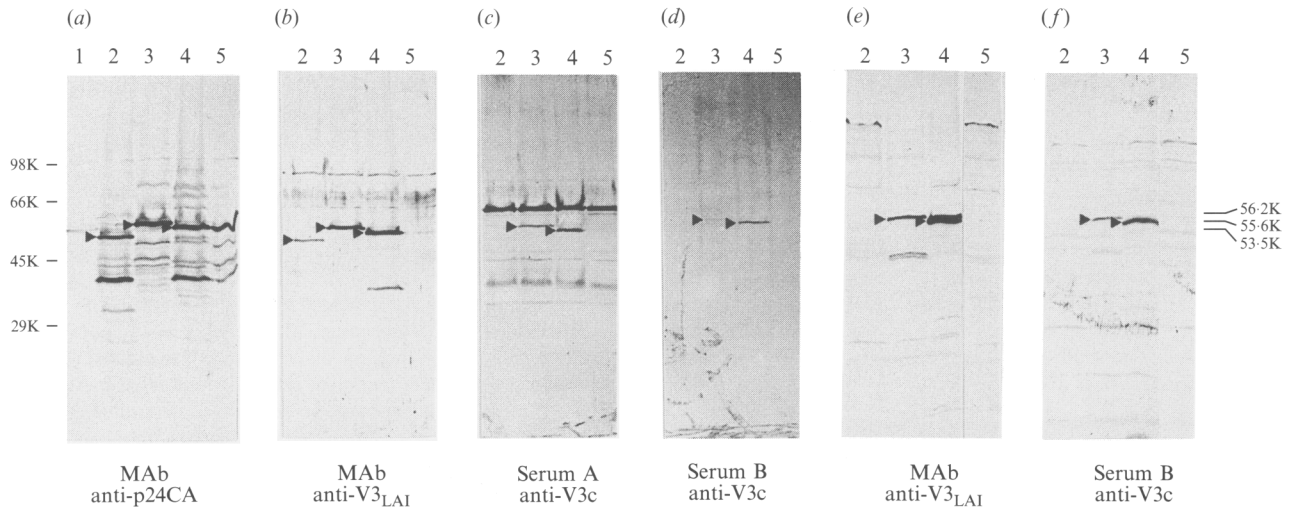 (a) (b) (c) (d) (e) (f)
1 2 3 4 5 2 3 4 5 2 3 4 5 2 3 4 5 2 3 4 5 2 3 4 5
98K
66K
45K
29K
56·2K
55·6K
53·5K
MAb
anti-p24CA
MAb
anti-V3LAI
Serum A
anti-V3c
Serum B
anti-V3c
MAb
anti-V3LAI
Serum B
anti-V3c